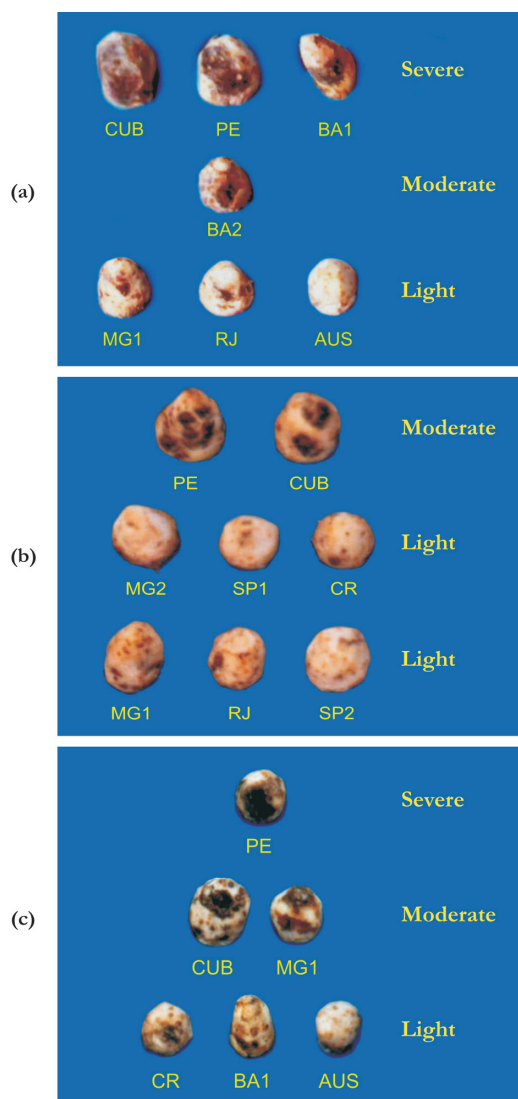 (a)
Severe
CUB PE BA1
Moderate
BA2
Light
MG1 RJ AUS
(b)
Moderate
PE CUB
Light
MG2 SP1 CR
Light
MG1 RJ SP2
(c)
Severe
PE
Moderate
CUB MG1
Light
CR BA1 AUS